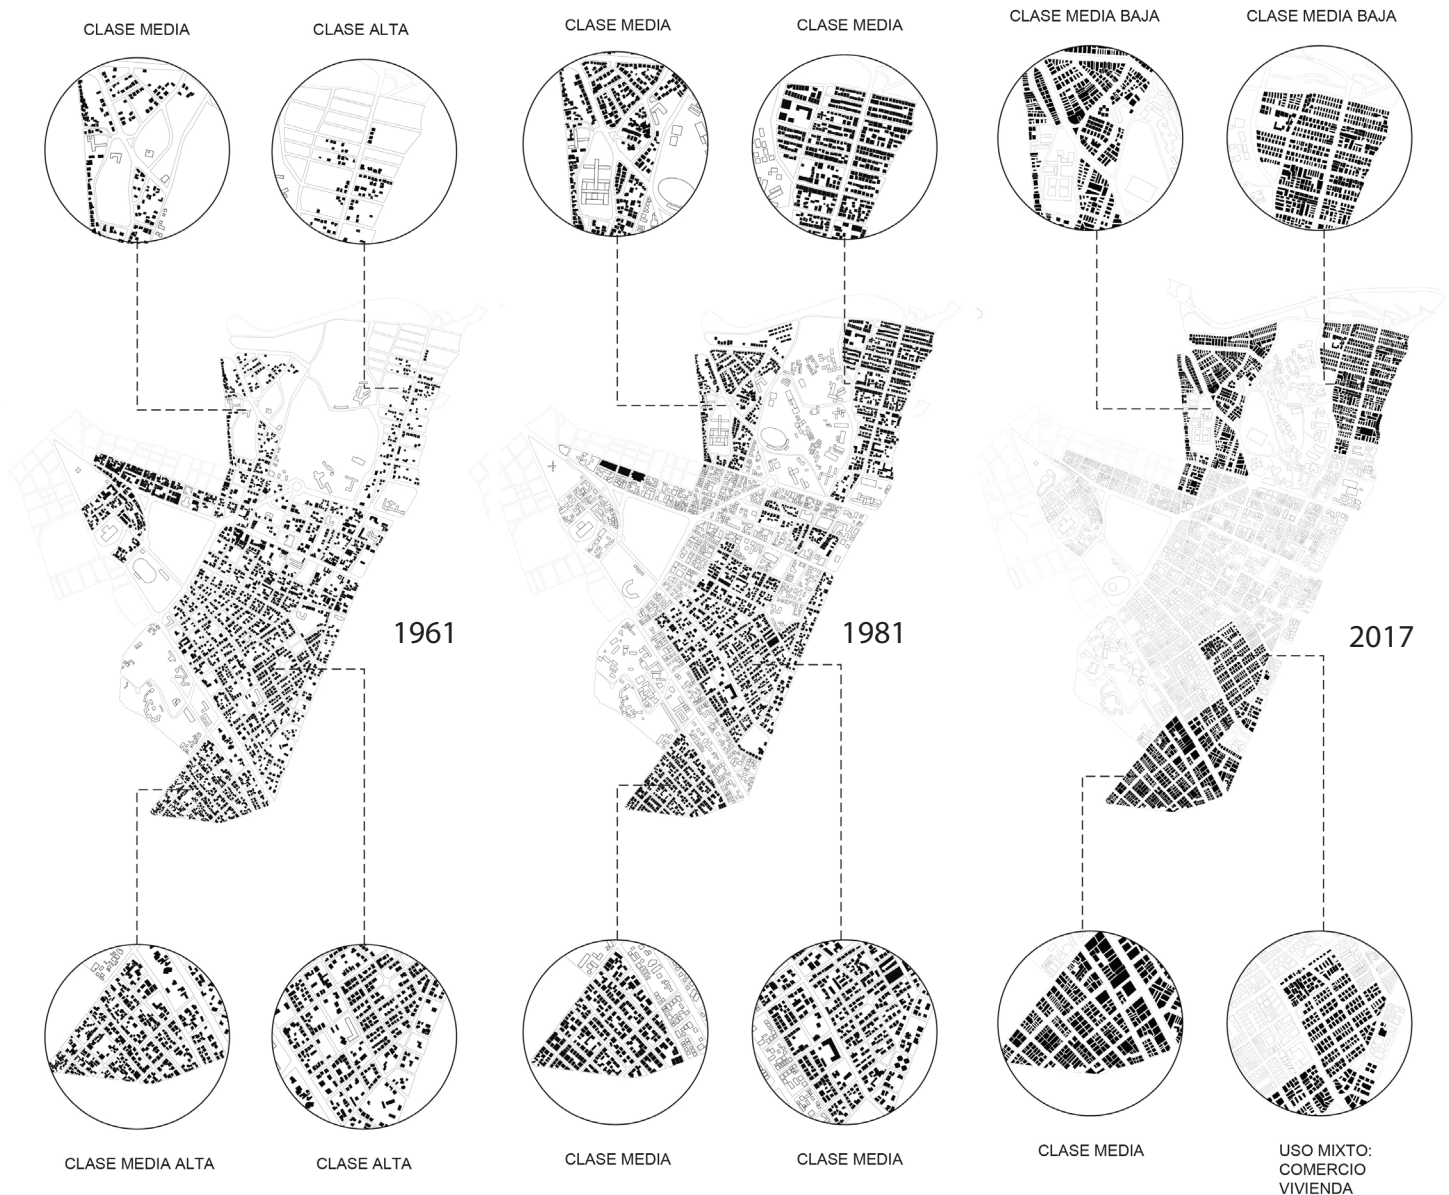 CLASE MEDIA
CLASE ALTA
CLASE MEDIA
CLASE MEDIA
CLASE MEDIA BAJA
CLASE MEDIA BAJA
1961
1981
2017
CLASE MEDIA ALTA
CLASE ALTA
CLASE MEDIA
CLASE MEDIA
CLASE MEDIA
USO MIXTO:
COMERCIO
VIVIENDA